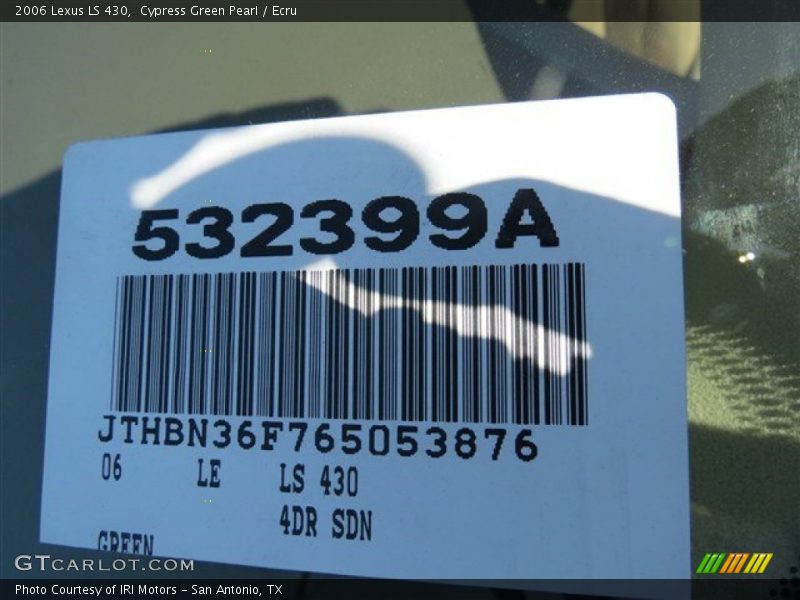 2006 Lexus LS 430,  Cypress Green Pearl / Ecru
532399A
JTHBN36F765053876
06 LE LS 430
4DR SDN
GREEN
GTCARLOT.COM
Photo Courtesy of IRI Motors – San Antonio, TX